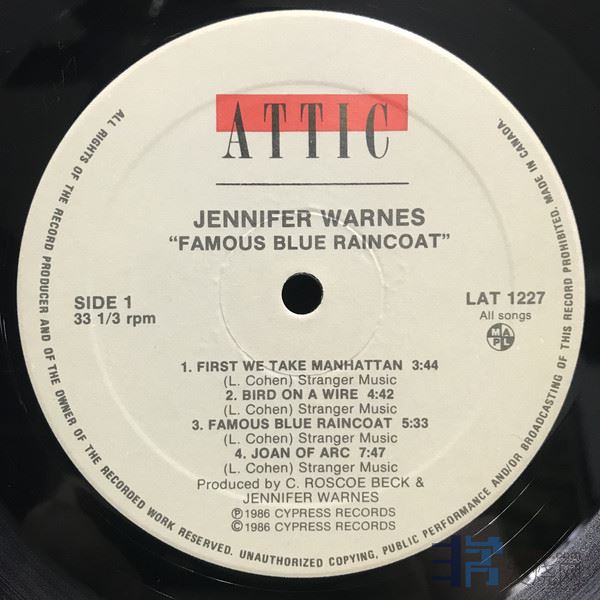 ATTIC
JENNIFER WARNES
“FAMOUS BLUE RAINCOAT”
SIDE 1
33 1/3 rpm
LAT 1227
All songs
MAPL
1. FIRST WE TAKE MANHATTAN 3:44
(L. Cohen) Stranger Music
2. BIRD ON A WIRE 4:42
(L. Cohen) Stranger Music
3. FAMOUS BLUE RAINCOAT 5:33
(L. Cohen) Stranger Music
4. JOAN OF ARC 7:47
(L. Cohen) Stranger Music
Produced by C. ROSCOE BECK &
JENNIFER WARNES
℗1986 CYPRESS RECORDS
©1986 CYPRESS RECORDS
ALL RIGHTS OF THE RECORD PRODUCER AND OF THE OWNER OF THE RECORDED WORK RESERVED. UNAUTHORIZED COPYING, PUBLIC PERFORMANCE AND/OR BROADCASTING OF THIS RECORD PROHIBITED. MADE IN CANADA.